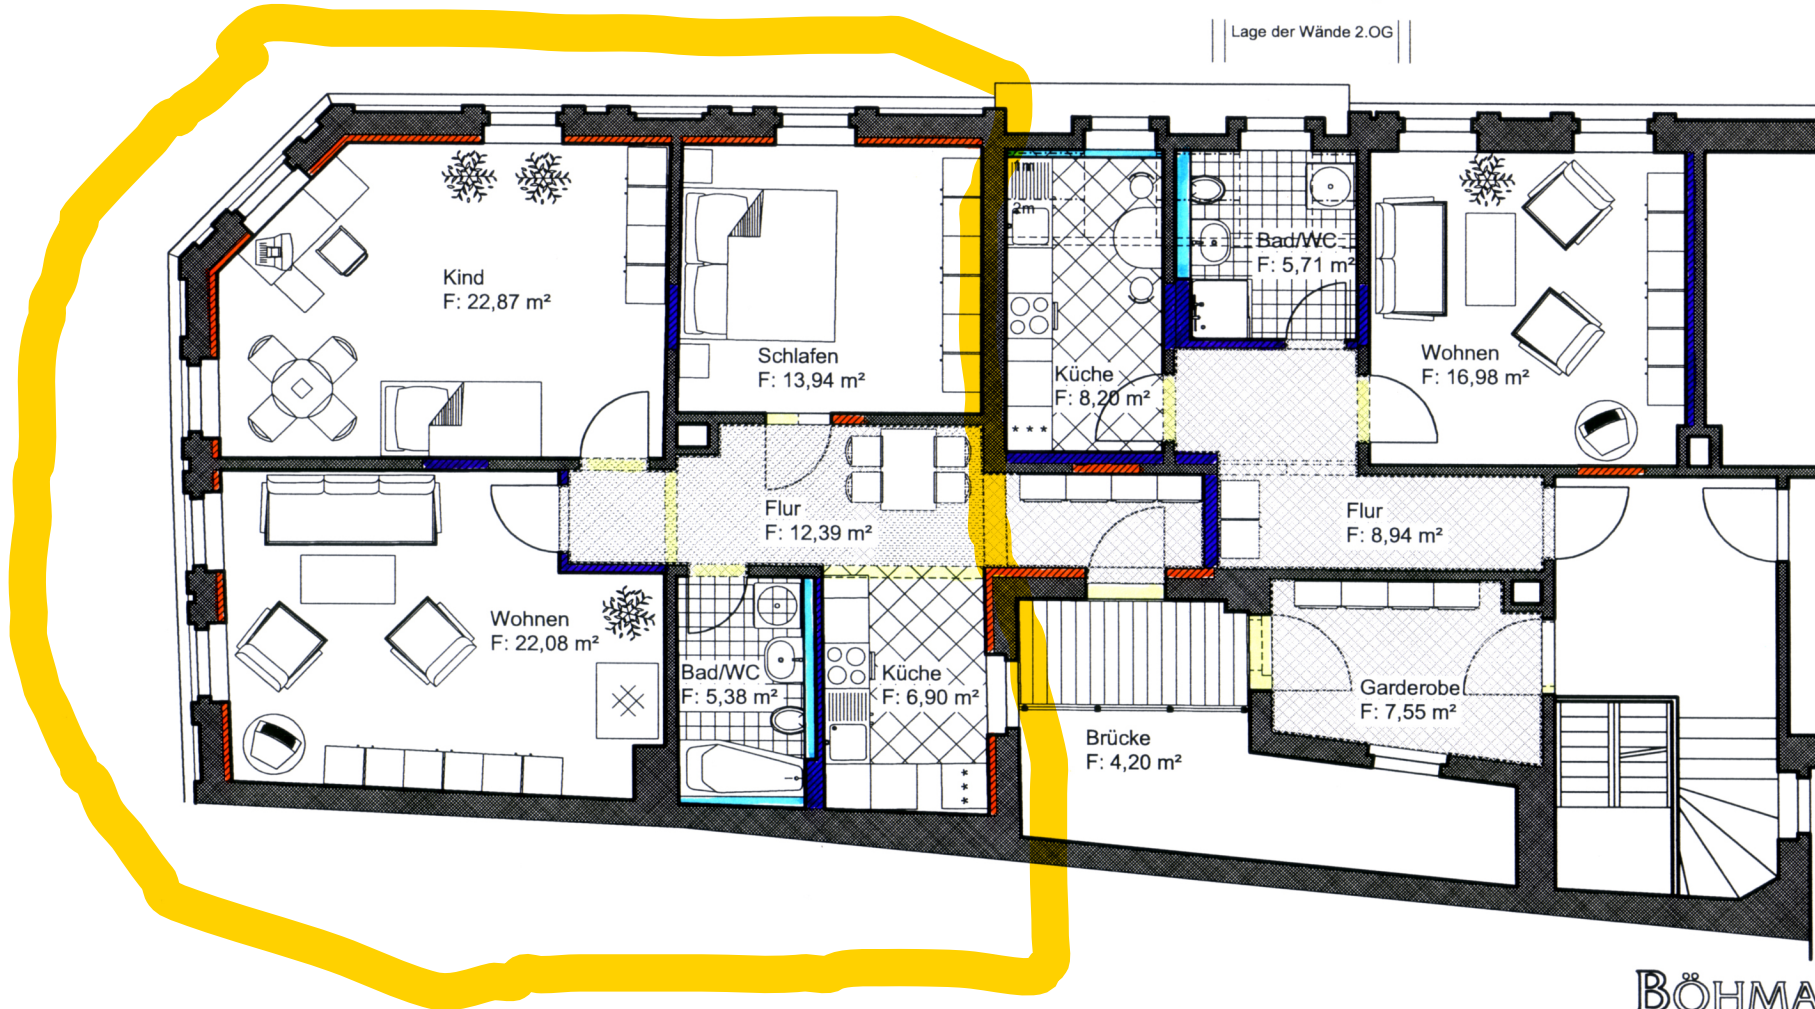 Lage der Wände 2.OG
1m
2m
Kind
F: 22,87 m²
Schlafen
F: 13,94 m²
Küche
F: 8,20 m²
Bad/WC
F: 5,71 m²
Wohnen
F: 16,98 m²
Flur
F: 12,39 m²
Flur
F: 8,94 m²
Wohnen
F: 22,08 m²
Bad/WC
F: 5,38 m²
Küche
F: 6,90 m²
Garderobe
F: 7,55 m²
Brücke
F: 4,20 m²
BÖHMA